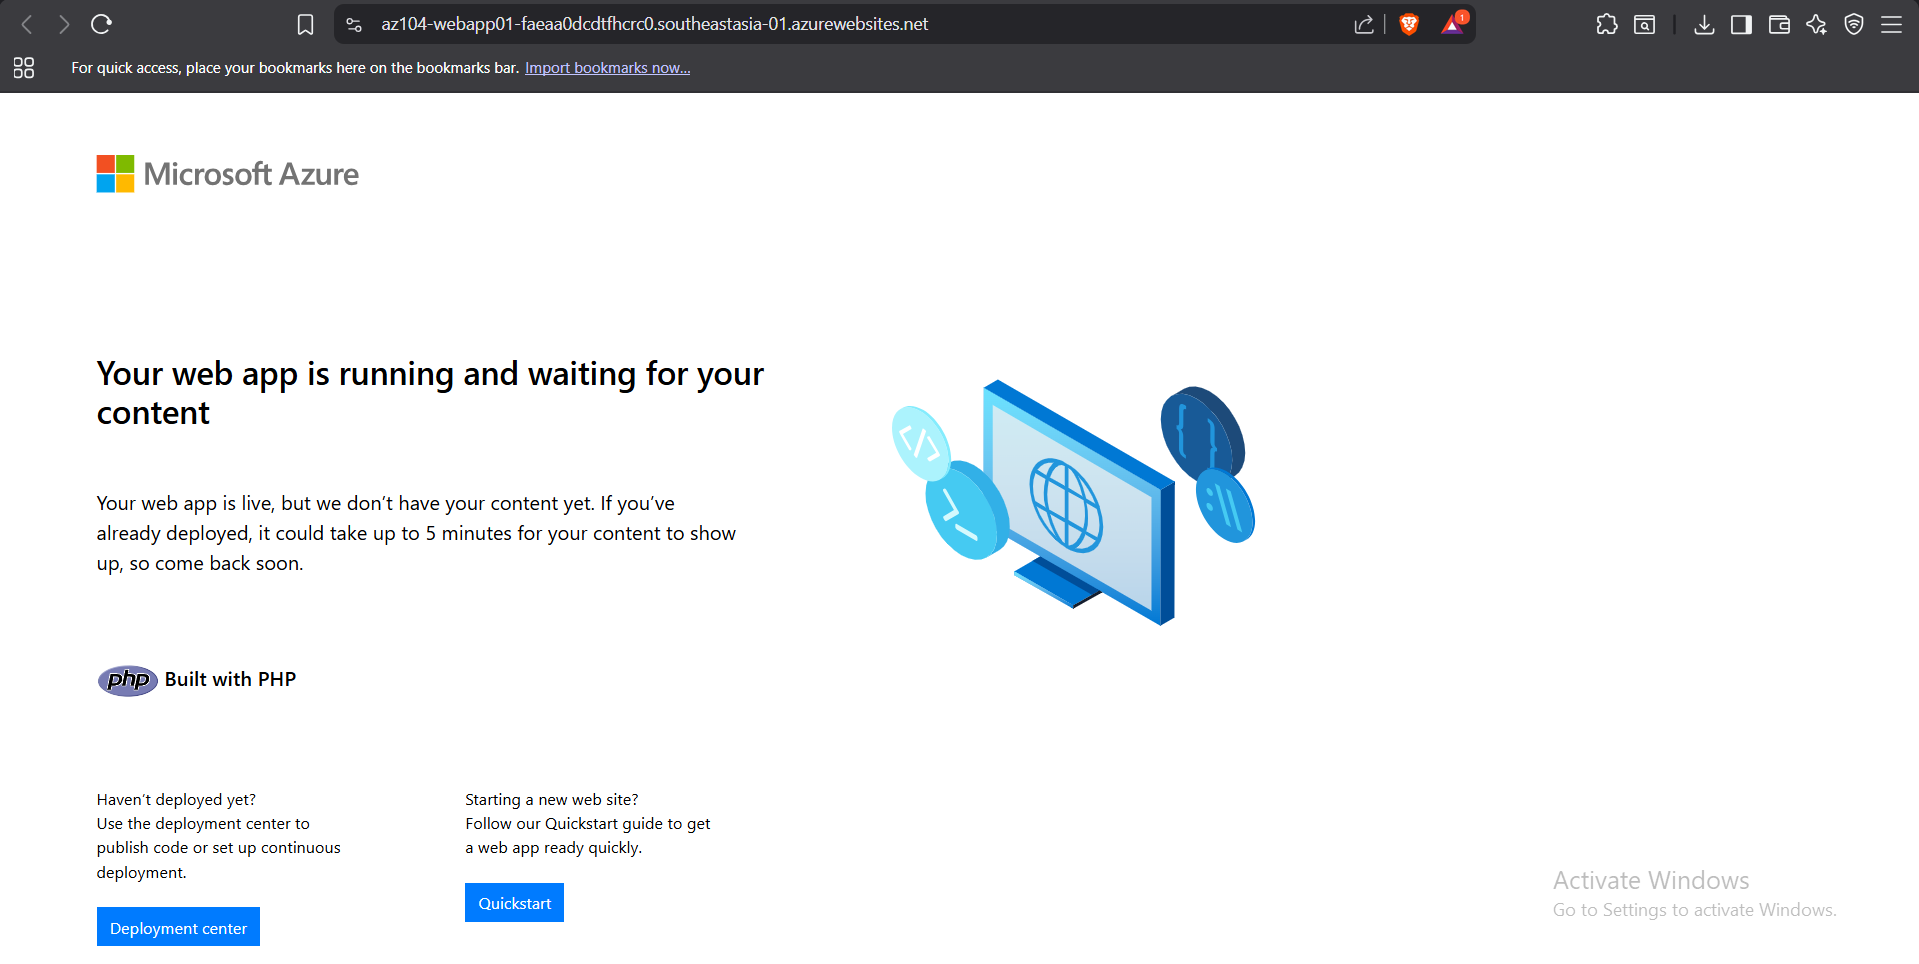 az104-webapp01-faeaa0dcdtfhcrc0.southeastasia-01.azurewebsites.net
1
For quick access, place your bookmarks here on the bookmarks bar. Import bookmarks now...
Microsoft Azure
Your web app is running and waiting for your
content
Your web app is live, but we don’t have your content yet. If you’ve
already deployed, it could take up to 5 minutes for your content to show
up, so come back soon.
php Built with PHP
Haven’t deployed yet?
Use the deployment center to
publish code or set up continuous
deployment.
Deployment center
Starting a new web site?
Follow our Quickstart guide to get
a web app ready quickly.
Quickstart
Activate Windows
Go to Settings to activate Windows.